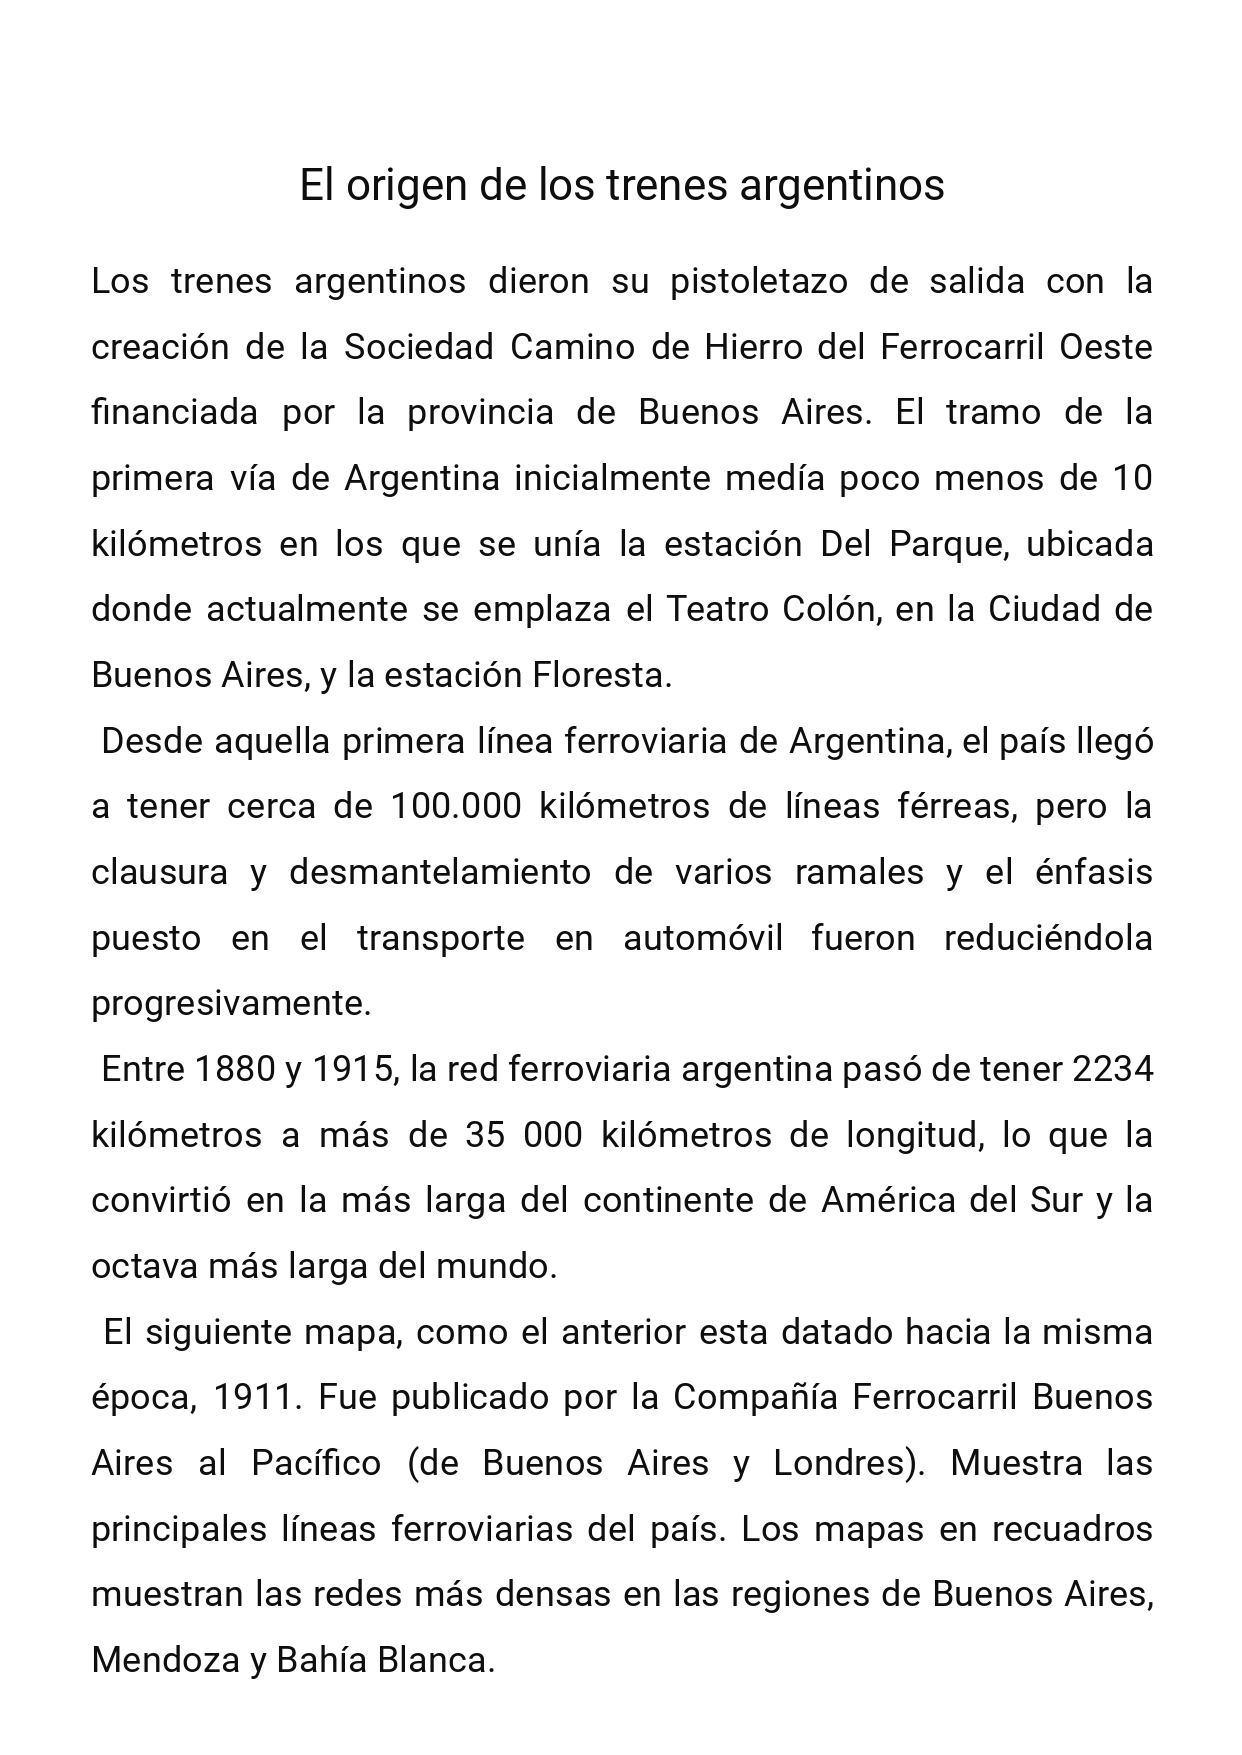 El origen de los trenes argentinos
Los trenes argentinos dieron su pistoletazo de salida con la
creación de la Sociedad Camino de Hierro del Ferrocarril Oeste
financiada por la provincia de Buenos Aires. El tramo de la
primera vía de Argentina inicialmente medía poco menos de 10
kilómetros en los que se unía la estación Del Parque, ubicada
donde actualmente se emplaza el Teatro Colón, en la Ciudad de
Buenos Aires, y la estación Floresta.
Desde aquella primera línea ferroviaria de Argentina, el país llegó
a tener cerca de 100.000 kilómetros de líneas férreas, pero la
clausura y desmantelamiento de varios ramales y el énfasis
puesto en el transporte en automóvil fueron reduciéndola
progresivamente.
Entre 1880 y 1915, la red ferroviaria argentina pasó de tener 2234
kilómetros a más de 35 000 kilómetros de longitud, lo que la
convirtió en la más larga del continente de América del Sur y la
octava más larga del mundo.
El siguiente mapa, como el anterior esta datado hacia la misma
época, 1911. Fue publicado por la Compañía Ferrocarril Buenos
Aires al Pacífico (de Buenos Aires y Londres). Muestra las
principales líneas ferroviarias del país. Los mapas en recuadros
muestran las redes más densas en las regiones de Buenos Aires,
Mendoza y Bahía Blanca.